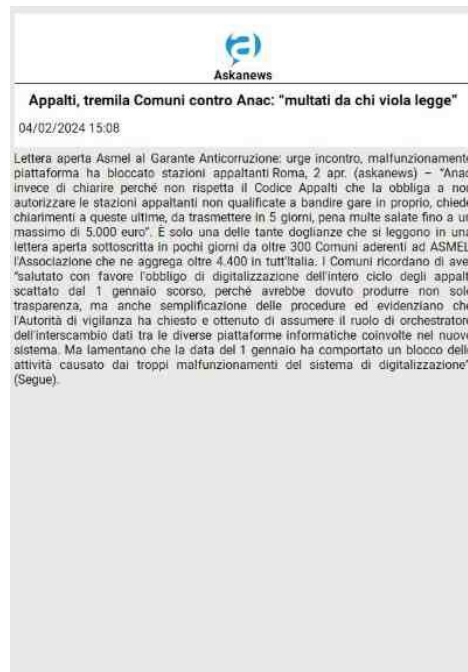 Askanews
Appalti, tremila Comuni contro Anac: "multati da chi viola legge"
04/02/2024 15:08
Lettera aperta Asmel al Garante Anticorruzione: urge incontro, malfunzionamento
piattaforma ha bloccato stazioni appaltanti Roma, 2 apr. (askanews) – "Anac
invece di chiarire perché non rispetta il Codice Appalti che la obbliga a non
autorizzare le stazioni appaltanti non qualificate a bandire gare in proprio, chiede
chiarimenti a queste ultime, da trasmettere in 5 giorni, pena multe salate fino a un
massimo di 5.000 euro". È solo una delle tante doglianze che si leggono in una
lettera aperta sottoscritta in pochi giorni da oltre 300 Comuni aderenti ad ASMEL,
l'Associazione che ne aggrega oltre 4.400 in tutt'Italia. I Comuni ricordano di aver
"salutato con favore l'obbligo di digitalizzazione dell'intero ciclo degli appalti
scattato dal 1 gennaio scorso, perché avrebbe dovuto produrre non solo
trasparenza, ma anche semplificazione delle procedure ed evidenziano che
l'Autorità di vigilanza ha chiesto e ottenuto di assumere il ruolo di orchestratore
dell'interscambio dati tra le diverse piattaforme informatiche coinvolte nel nuovo
sistema. Ma lamentano che la data del 1 gennaio ha comportato un blocco delle
attività causato dai troppi malfunzionamenti del sistema di digitalizzazione"
(Segue).